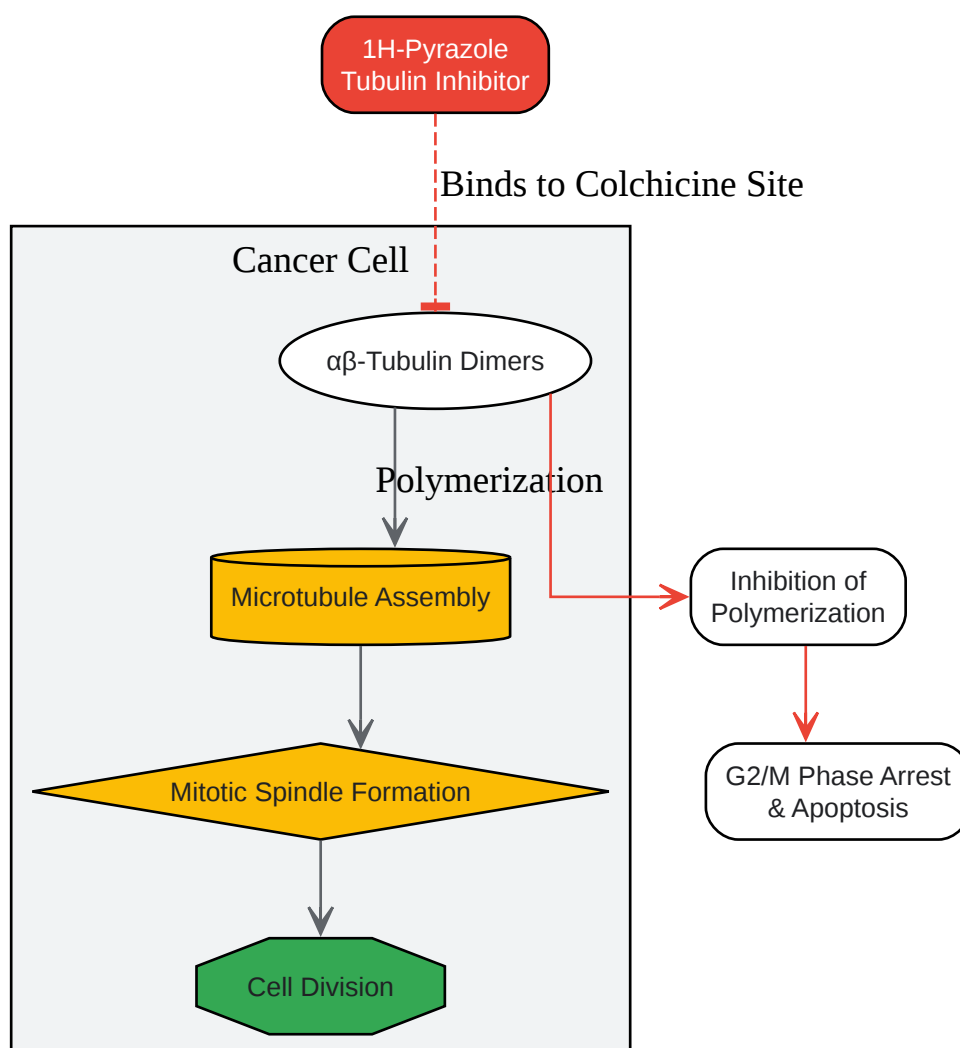 1H-Pyrazole
Tubulin Inhibitor
Binds to Colchicine Site
Cancer Cell
αβ-Tubulin Dimers
Polymerization
Microtubule Assembly
Inhibition of
Polymerization
Mitotic Spindle Formation
G2/M Phase Arrest
& Apoptosis
Cell Division